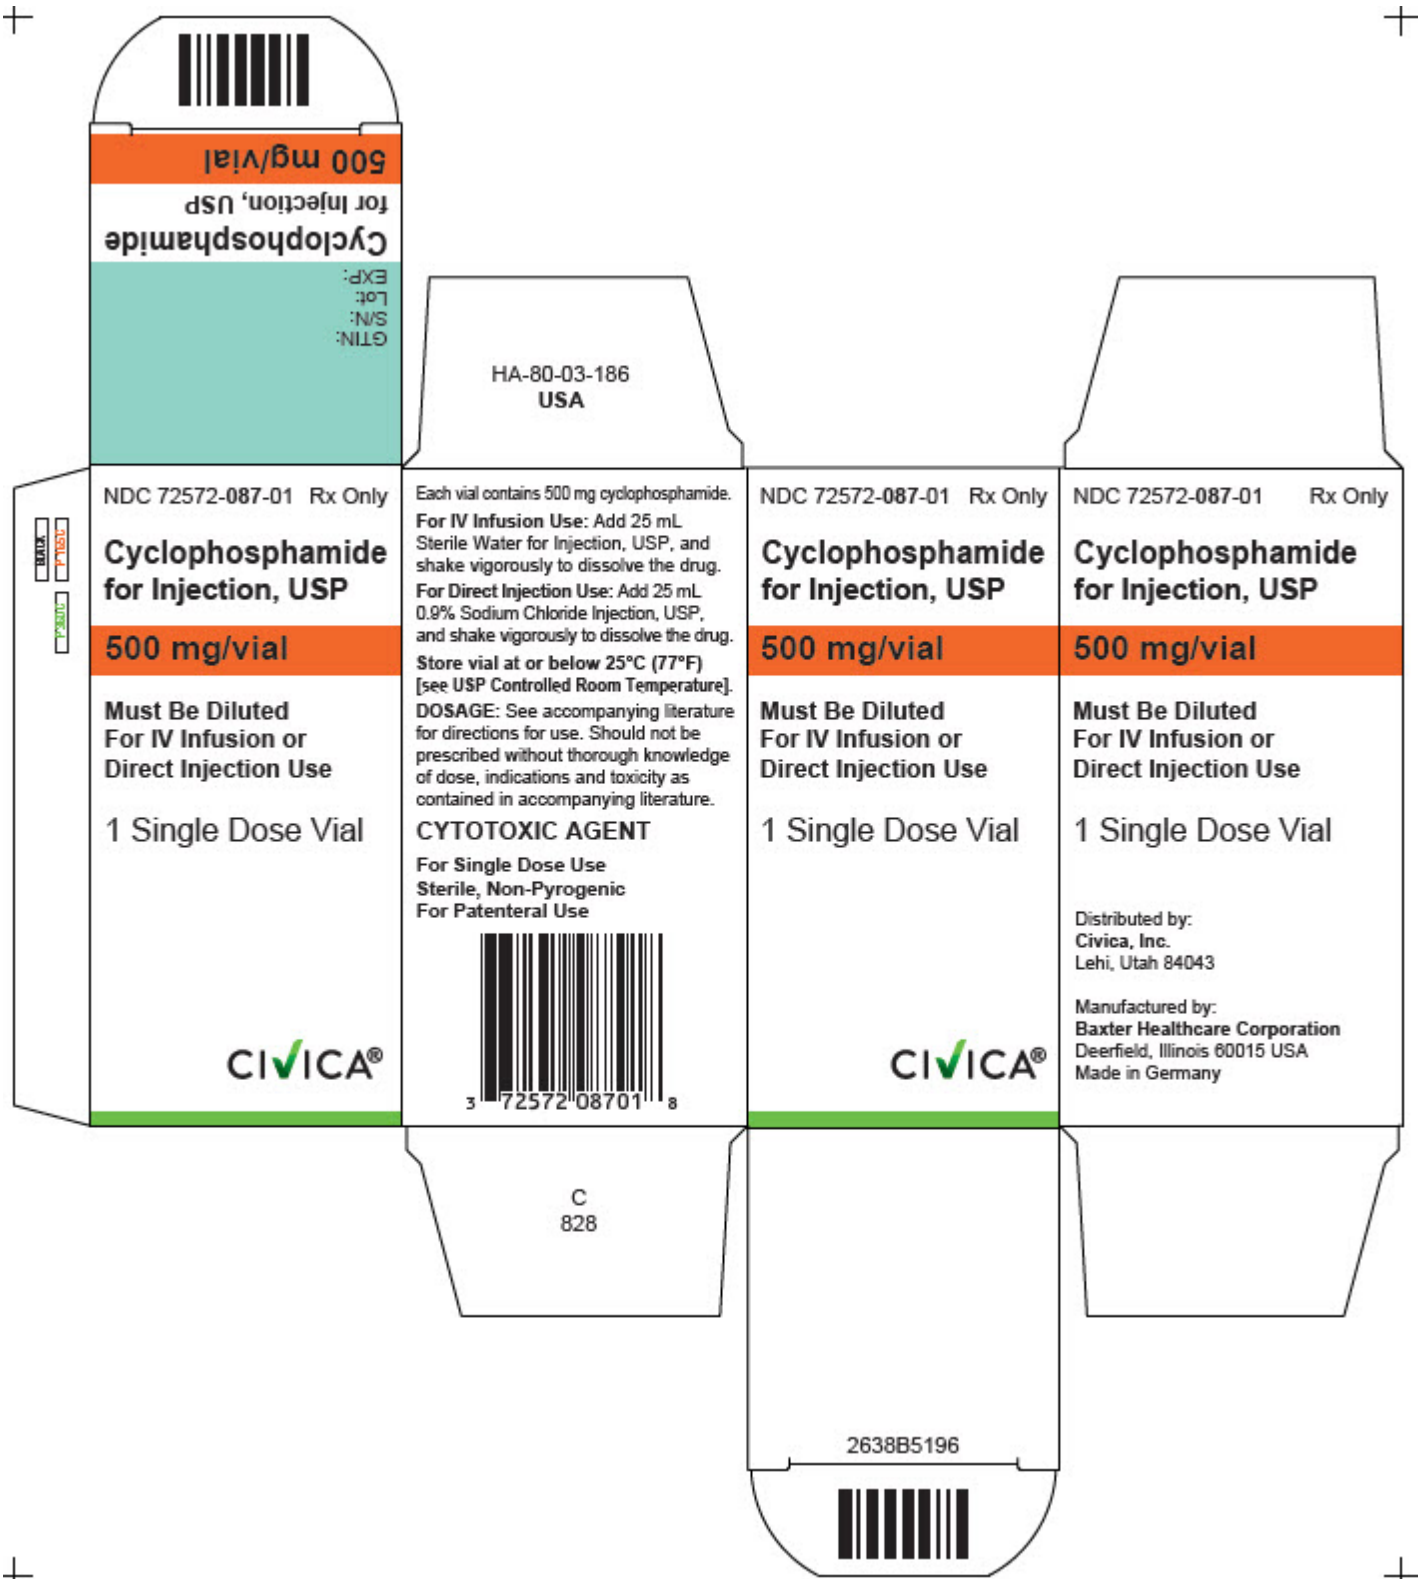 500 mg/vial
for Injection, USP
Cyclophosphamide
EXP:
Lot:
S/N:
GTIN:
HA-80-03-186
USA
BLACK
NDC 72572-087-01 Rx Only
Cyclophosphamide
for Injection, USP
500 mg/vial
Must Be Diluted
For IV Infusion or
Direct Injection Use
1 Single Dose Vial
CIVICA®
Each vial contains 500 mg cyclophosphamide.
For IV Infusion Use: Add 25 mL
Sterile Water for Injection, USP, and
shake vigorously to dissolve the drug.
For Direct Injection Use: Add 25 mL
0.9% Sodium Chloride Injection, USP,
and shake vigorously to dissolve the drug.
Store vial at or below 25°C (77°F)
[see USP Controlled Room Temperature].
DOSAGE: See accompanying literature
for directions for use. Should not be
prescribed without thorough knowledge
of dose, indications and toxicity as
contained in accompanying literature.
CYTOTOXIC AGENT
For Single Dose Use
Sterile, Non-Pyrogenic
For Patenteral Use
3 72572 08701 8
NDC 72572-087-01 Rx Only
Cyclophosphamide
for Injection, USP
500 mg/vial
Must Be Diluted
For IV Infusion or
Direct Injection Use
1 Single Dose Vial
CIVICA®
NDC 72572-087-01 Rx Only
Cyclophosphamide
for Injection, USP
500 mg/vial
Must Be Diluted
For IV Infusion or
Direct Injection Use
1 Single Dose Vial
Distributed by:
Civica, Inc.
Lehi, Utah 84043
Manufactured by:
Baxter Healthcare Corporation
Deerfield, Illinois 60015 USA
Made in Germany
C
828
2638B5196